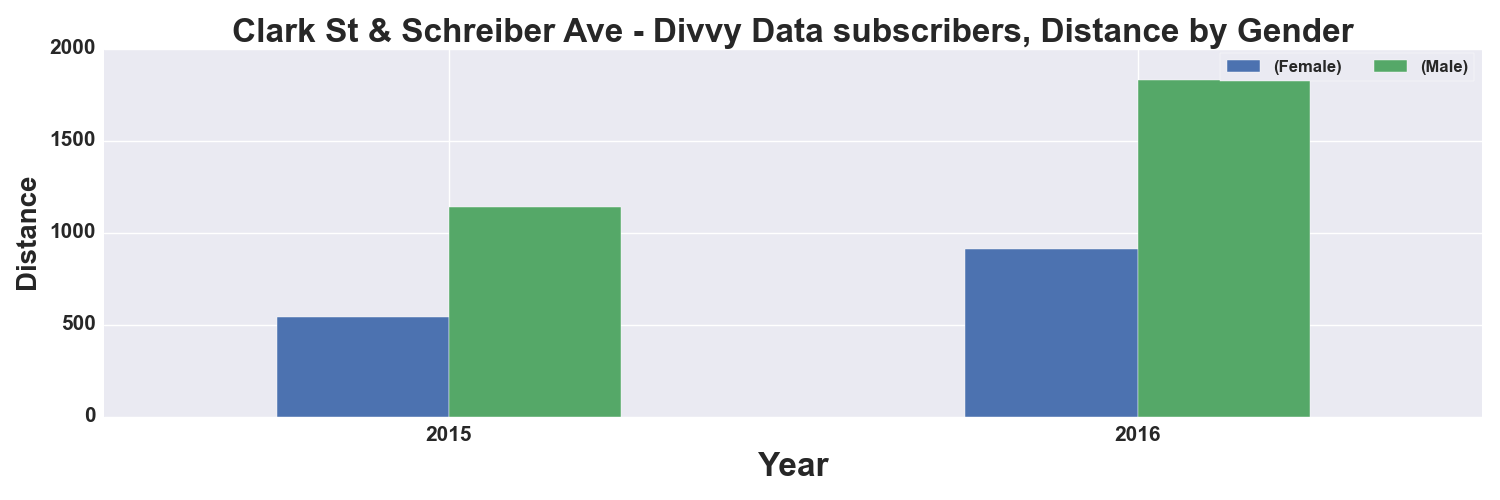 Clark St & Schreiber Ave - Divvy Data subscribers, Distance by Gender
(Female) (Male)
2000
1500
1000
500
0
Distance
2015 2016
Year